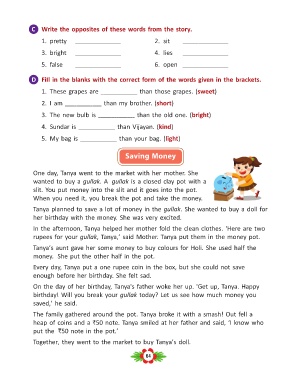 C Write the opposites of these words from the story.
1. pretty ____________ 2. sit ____________
3. bright ____________ 4. lies ____________
5. false ____________ 6. open ____________
D Fill in the blanks with the correct form of the words given in the brackets.
1. These grapes are __________ than those grapes. (sweet)
2. I am __________ than my brother. (short)
3. The new bulb is __________ than the old one. (bright)
4. Sundar is __________ than Vijayan. (kind)
5. My bag is __________ than your bag. (light)
Saving Money
One day, Tanya went to the market with her mother. She
wanted to buy a gullak. A gullak is a closed clay pot with a
slit. You put money into the slit and it goes into the pot.
When you need it, you break the pot and take the money.
Tanya planned to save a lot of money in the gullak. She wanted to buy a doll for
her birthday with the money. She was very excited.
In the afternoon, Tanya helped her mother fold the clean clothes. 'Here are two
rupees for your gullak, Tanya,' said Mother. Tanya put them in the money pot.
Tanya's aunt gave her some money to buy colours for Holi. She used half the
money. She put the other half in the pot.
Every day, Tanya put a one rupee coin in the box, but she could not save
enough before her birthday. She felt sad.
On the day of her birthday, Tanya's father woke her up. 'Get up, Tanya. Happy
birthday! Will you break your gullak today? Let us see how much money you
saved,' he said.
The family gathered around the pot. Tanya broke it with a smash! Out fell a
heap of coins and a ₹50 note. Tanya smiled at her father and said, 'I know who
put the ₹50 note in the pot.'
Together, they went to the market to buy Tanya's doll.
64